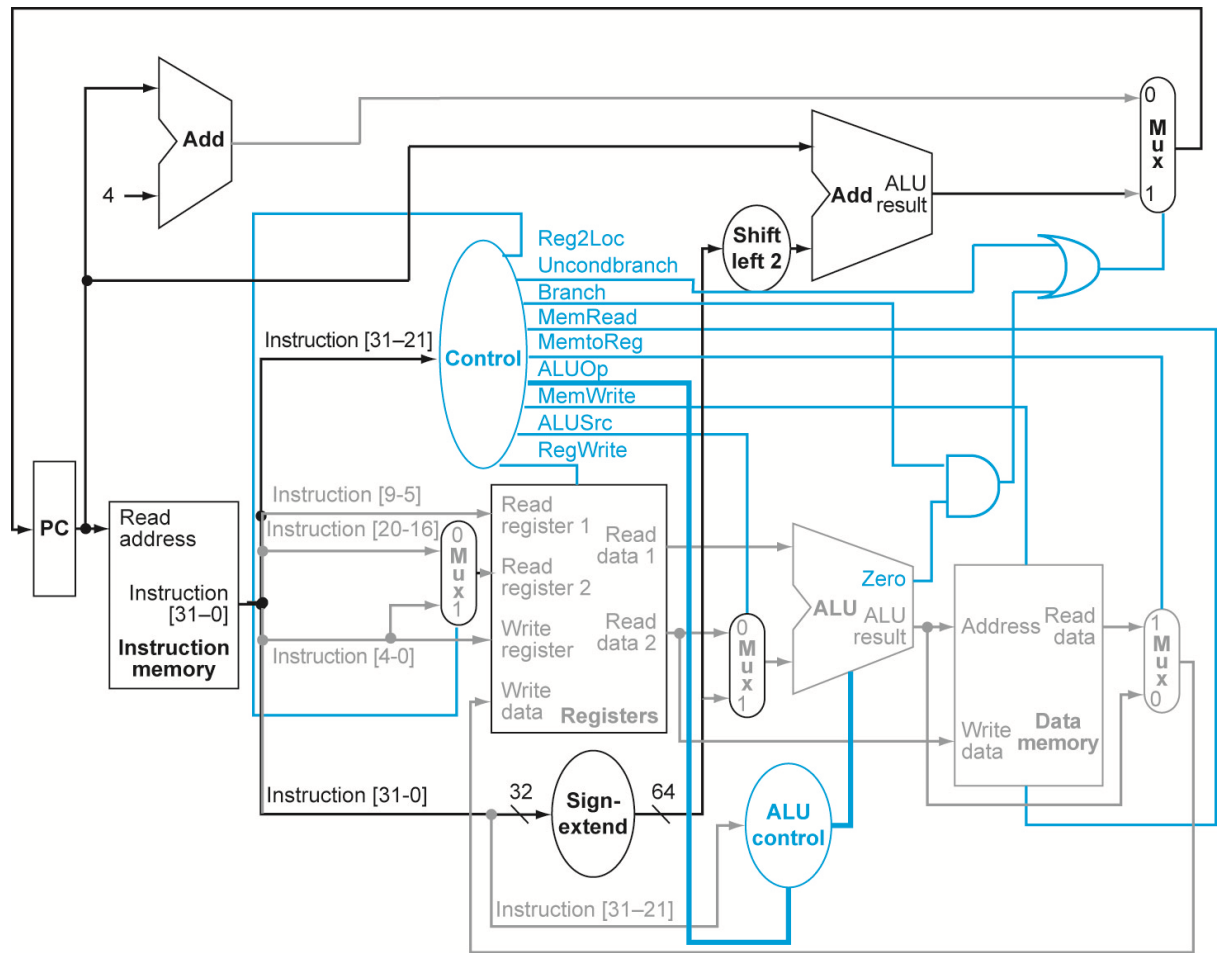 0
Mux
1
Add
4
Add
ALU
result
Shift
left 2
Reg2Loc
Uncondbranch
Branch
MemRead
MemtoReg
ALUOp
MemWrite
ALUSrc
RegWrite
Instruction [31–21]
Control
PC
Read
address
Instruction
[31–0]
Instruction
memory
Instruction [9-5]
Instruction [20-16]
Instruction [4-0]
0
Mux
1
Read
register 1
Read
register 2
Write
register
Write
data
Read
data 1
Read
data 2
Registers
0
Mux
1
Zero
ALU
ALU
result
Address
Read
data
Write
data
Data
memory
1
Mux
0
Instruction [31-0]
32
Sign-
extend
64
ALU
control
Instruction [31–21]